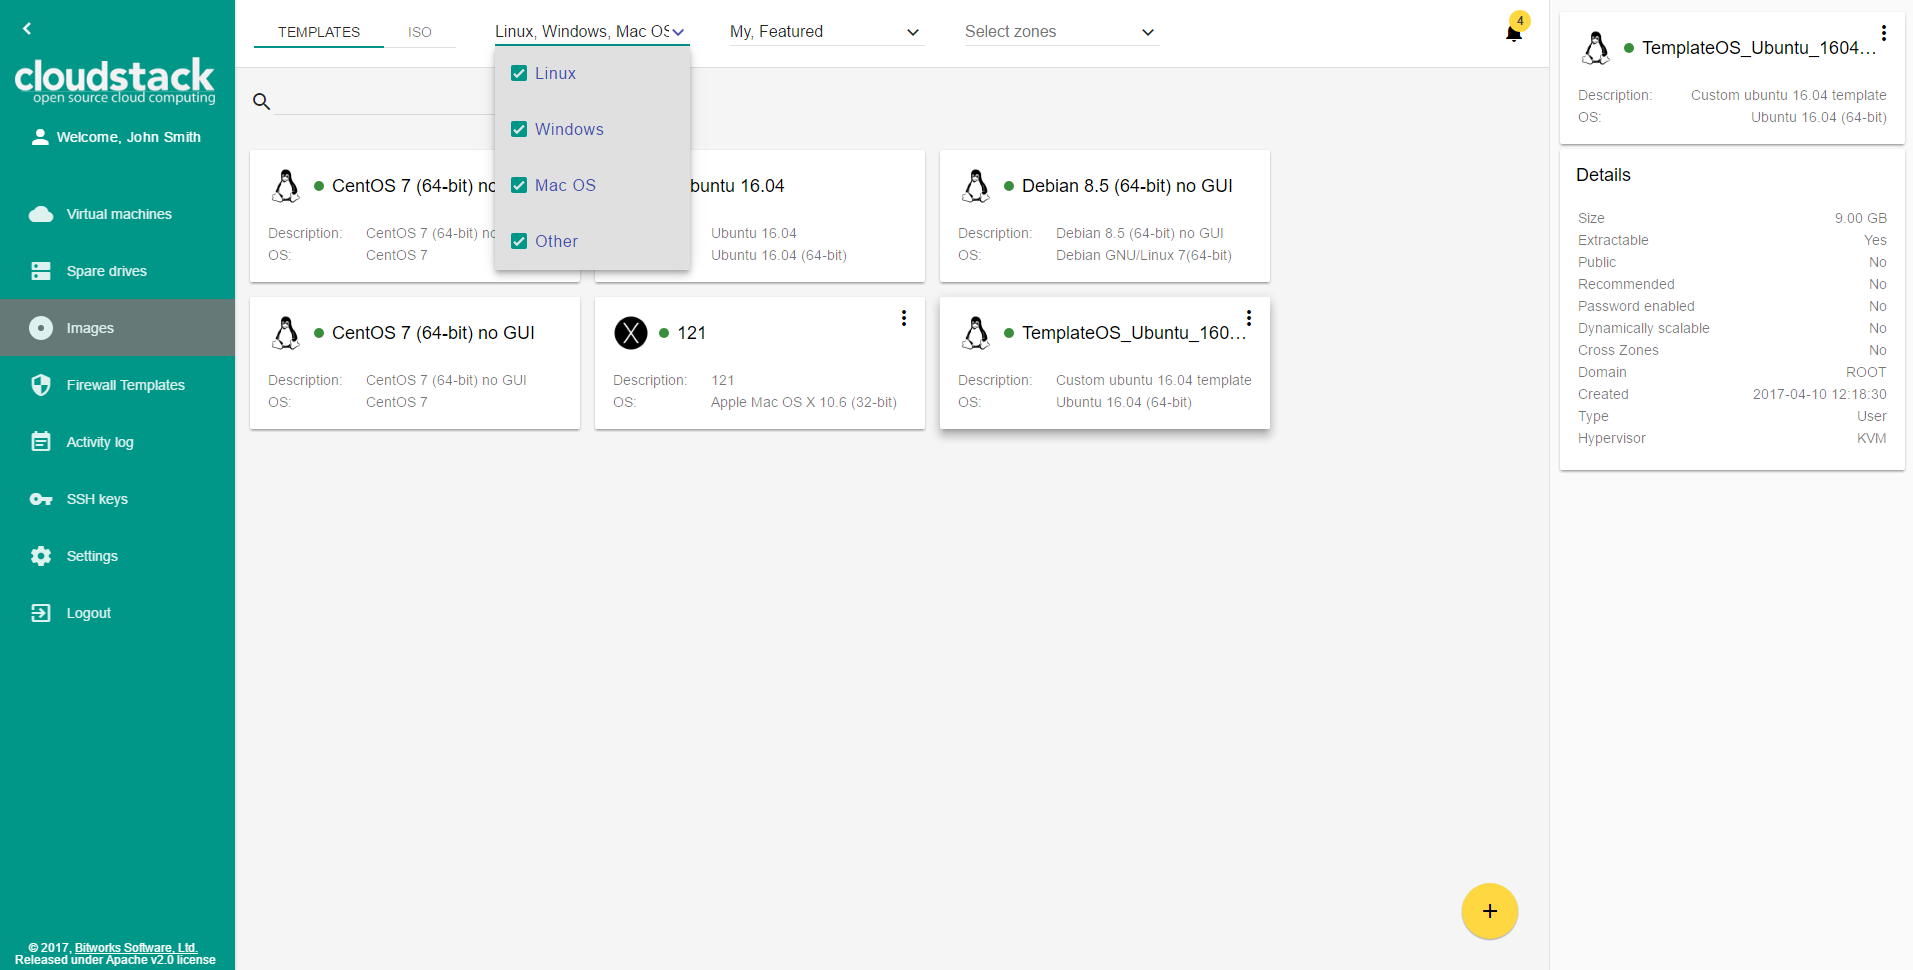 cloudstack
open source cloud computing
Welcome, John Smith
Virtual machines
Spare drives
Images
Firewall Templates
Activity log
SSH keys
Settings
Logout
© 2017, Bitworks Software, Ltd.
Released under Apache v2.0 license
TEMPLATES
ISO
Linux, Windows, Mac OS
My, Featured
Select zones
4
Linux
Windows
Mac OS
Other
CentOS 7 (64-bit) no
Description: CentOS 7 (64-bit) no
OS: CentOS 7
buntu 16.04
Ubuntu 16.04
Ubuntu 16.04 (64-bit)
Debian 8.5 (64-bit) no GUI
Description: Debian 8.5 (64-bit) no GUI
OS: Debian GNU/Linux 7(64-bit)
CentOS 7 (64-bit) no GUI
Description: CentOS 7 (64-bit) no GUI
OS: CentOS 7
X
121
Description: 121
OS: Apple Mac OS X 10.6 (32-bit)
TemplateOS_Ubuntu_160...
Description: Custom ubuntu 16.04 template
OS: Ubuntu 16.04 (64-bit)
+
TemplateOS_Ubuntu_1604...
Description: Custom ubuntu 16.04 template
OS: Ubuntu 16.04 (64-bit)
Details
Size 9.00 GB
Extractable Yes
Public No
Recommended No
Password enabled No
Dynamically scalable No
Cross Zones No
Domain ROOT
Created 2017-04-10 12:18:30
Type User
Hypervisor KVM